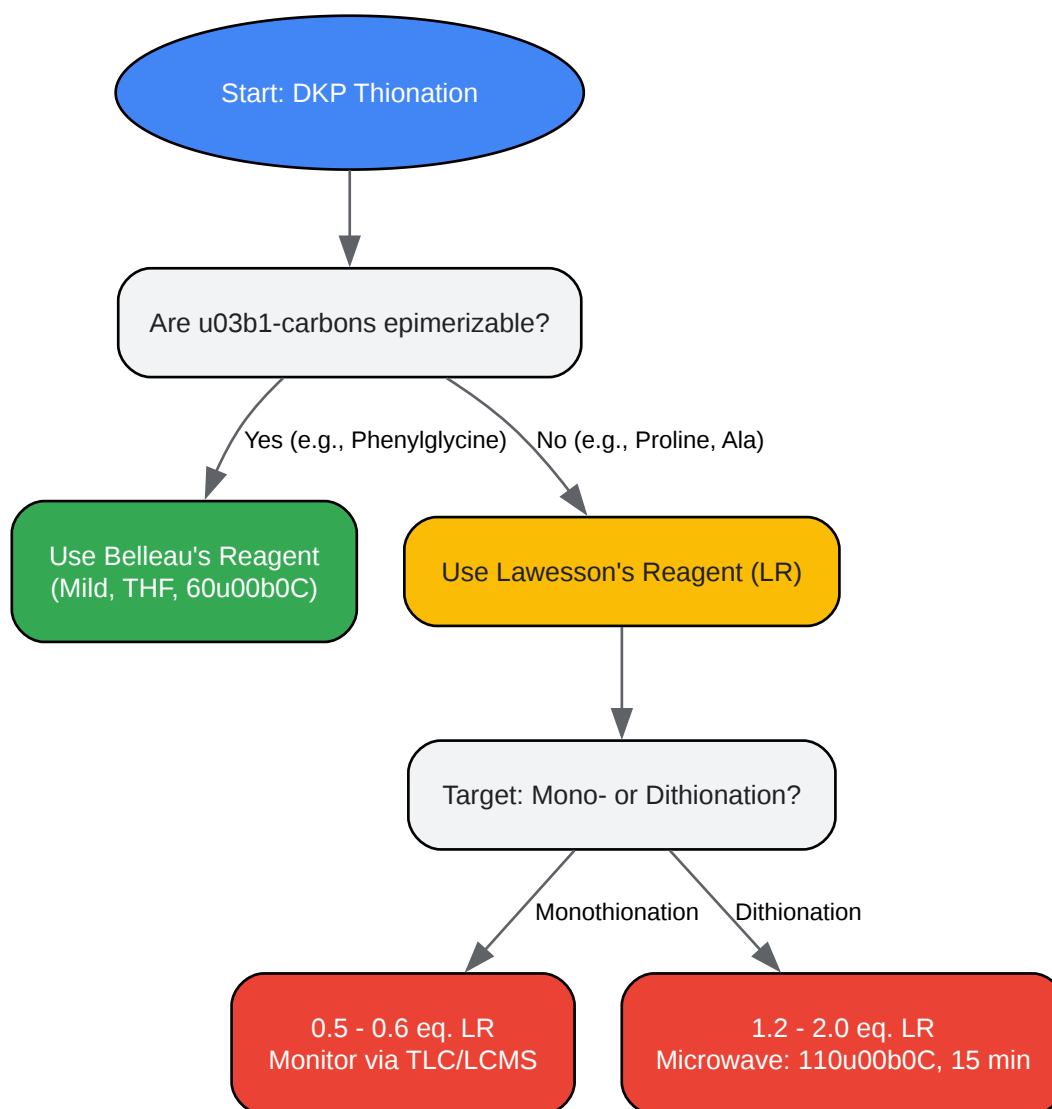 Start: DKP Thionation
Are u03b1-carbons epimerizable?
Yes (e.g., Phenylglycine)
No (e.g., Proline, Ala)
Use Belleau's Reagent
(Mild, THF, 60u00b0C)
Use Lawesson's Reagent (LR)
Target: Mono- or Dithionation?
Monothionation
Dithionation
0.5 - 0.6 eq. LR
Monitor via TLC/LCMS
1.2 - 2.0 eq. LR
Microwave: 110u00b0C, 15 min